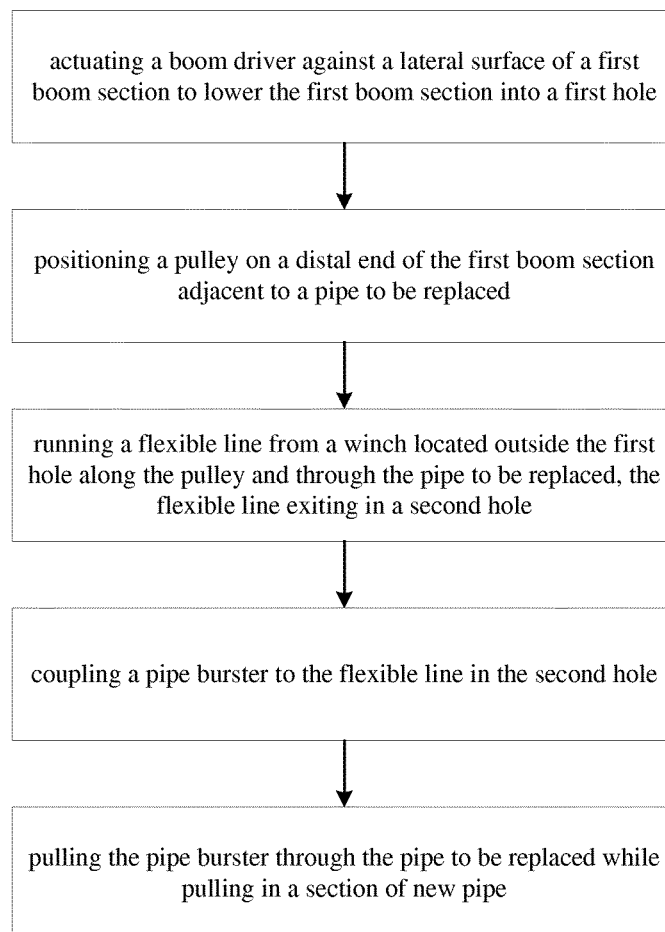 actuating a boom driver against a lateral surface of a first
boom section to lower the first boom section into a first hole
positioning a pulley on a distal end of the first boom section
adjacent to a pipe to be replaced
running a flexible line from a winch located outside the first
hole along the pulley and through the pipe to be replaced, the
flexible line exiting in a second hole
coupling a pipe burster to the flexible line in the second hole
pulling the pipe burster through the pipe to be replaced while
pulling in a section of new pipe